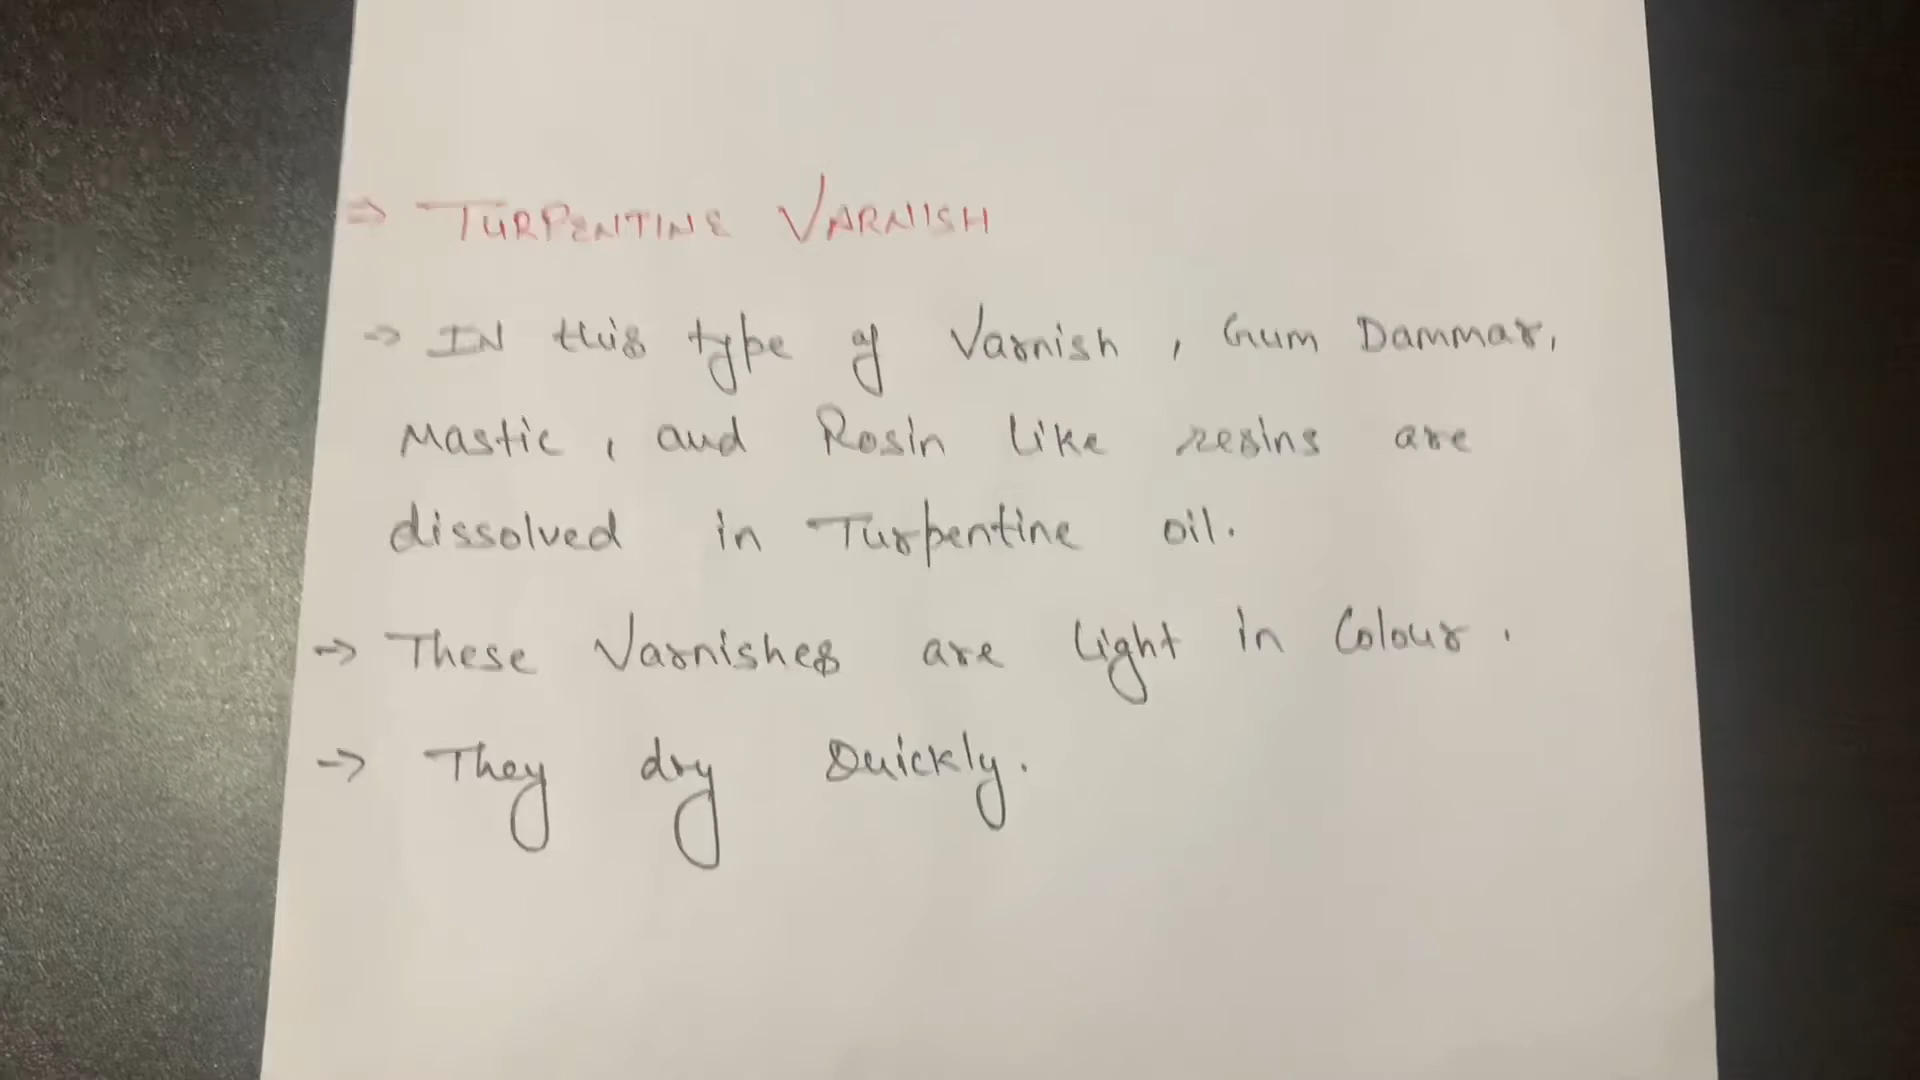 ⇒ TURPENTINE VARNISH
→ IN this type of Varnish, Gum Dammar,
Mastic, and Rosin like resins are
dissolved in Turpentine oil.
→ These Varnishes are light in Colour.
→ They dry Quickly.